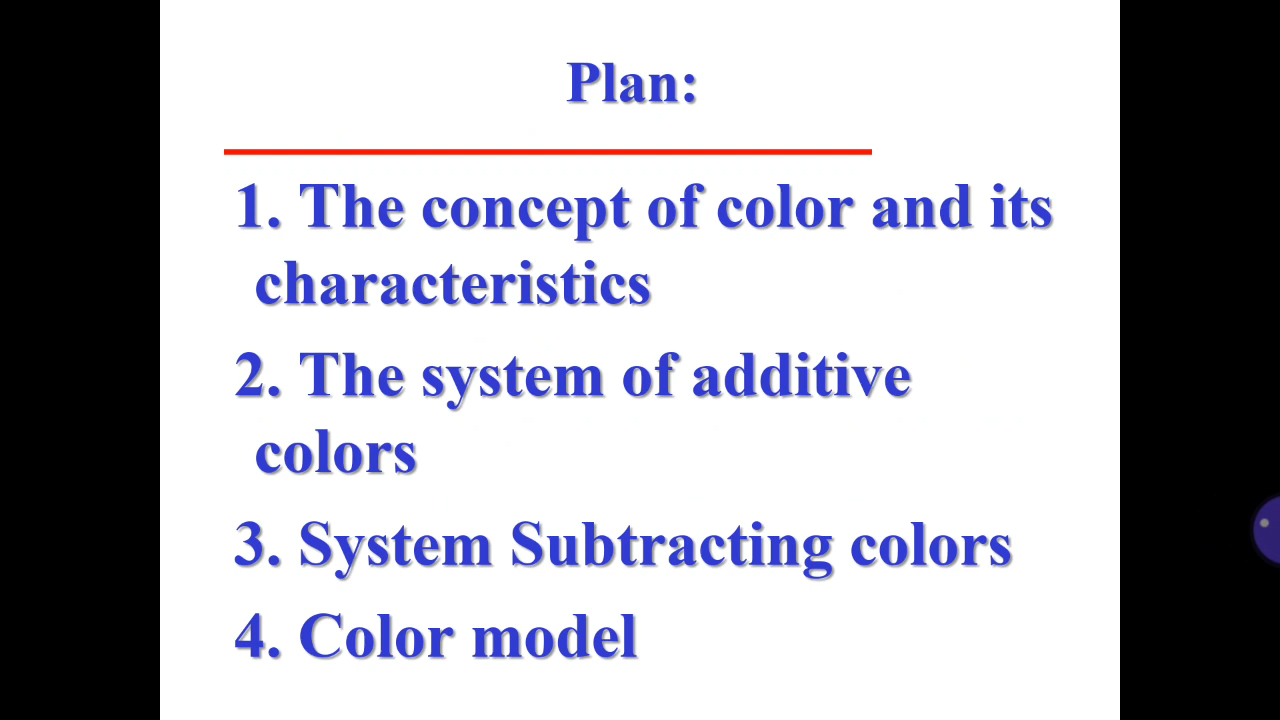 Plan:
1. The concept of color and its
characteristics
2. The system of additive
colors
3. System Subtracting colors
4. Color model